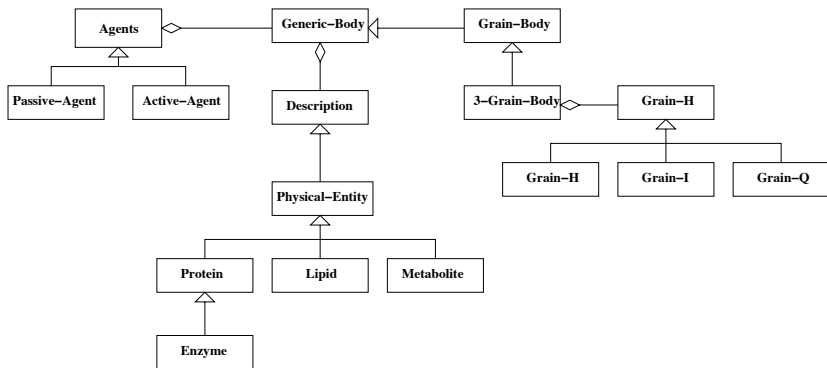 Agents
Generic−Body
Grain−Body
Passive−Agent
Active−Agent
Description
3−Grain−Body
Grain−H
Grain−H
Grain−I
Grain−Q
Physical−Entity
Protein
Lipid
Metabolite
Enzyme